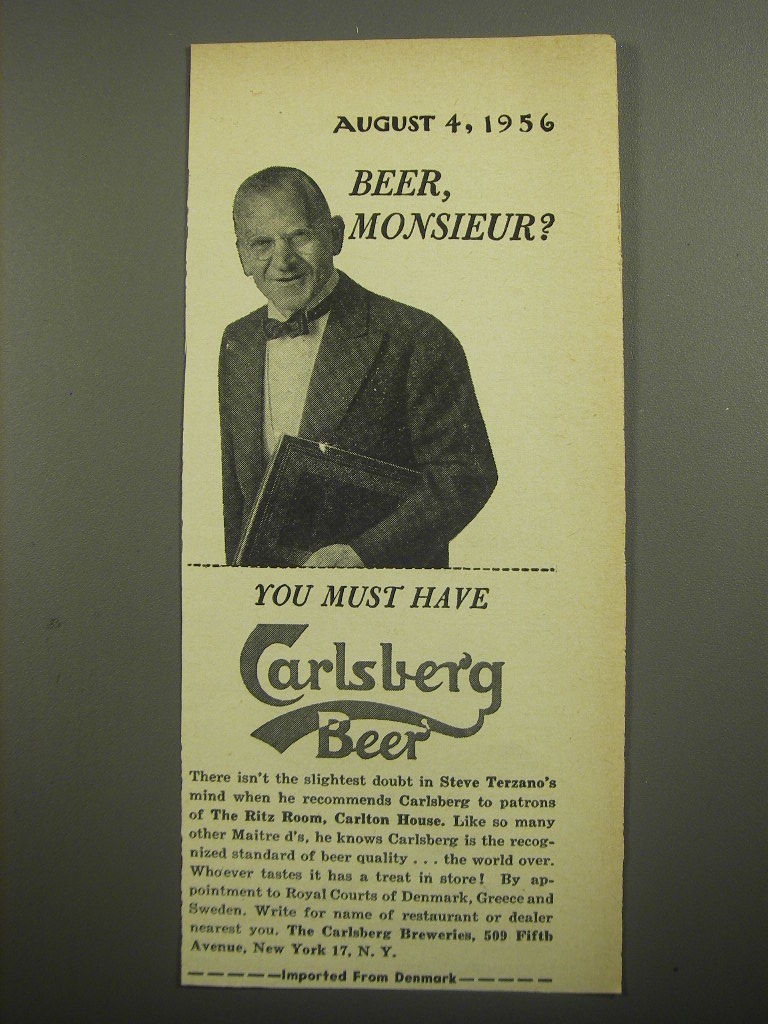 AUGUST 4, 1956
BEER,
MONSIEUR?
YOU MUST HAVE
Carlsberg
Beer
There isn't the slightest doubt in Steve Terzano's
mind when he recommends Carlsberg to patrons
of The Ritz Room, Carlton House. Like so many
other Maitre d's, he knows Carlsberg is the recog-
nized standard of beer quality . . . the world over.
Whoever tastes it has a treat in store! By ap-
pointment to Royal Courts of Denmark, Greece and
Sweden. Write for name of restaurant or dealer
nearest you. The Carlsberg Breweries, 509 Fifth
Avenue, New York 17, N. Y.
Imported From Denmark